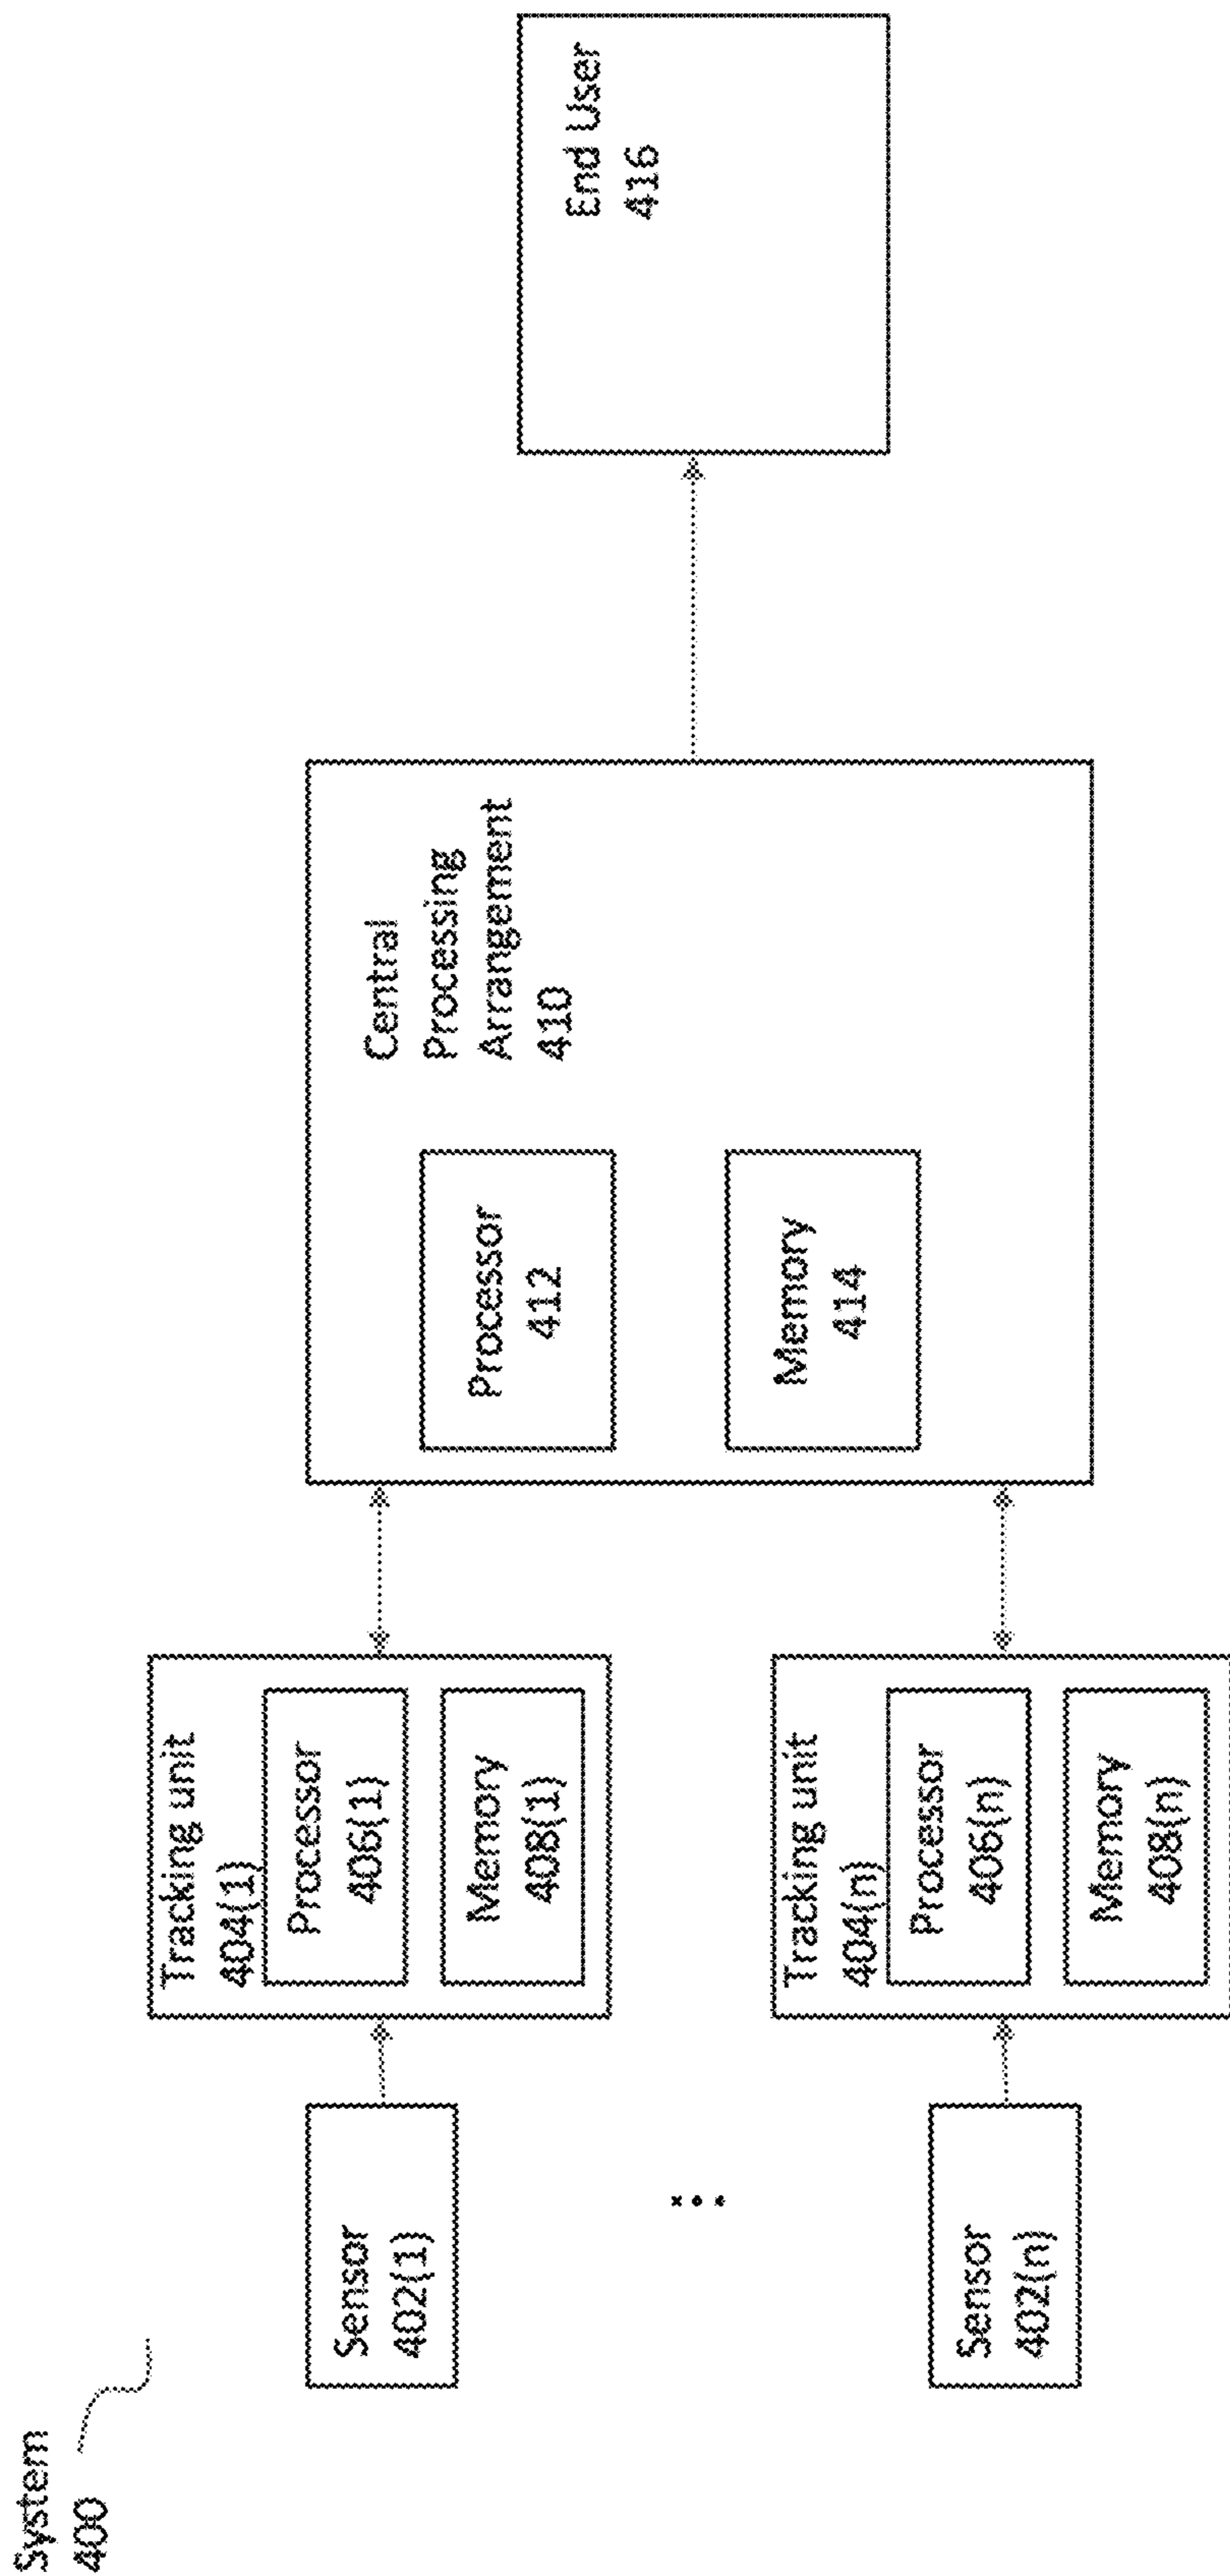 System
400
Sensor
402(1)
Tracking unit
404(1)
Processor
406(1)
Memory
408(1)
Sensor
402(n)
Tracking unit
404(n)
Processor
406(n)
Memory
408(n)
Central
Processing
Arrangement
410
Processor
412
Memory
414
End User
416